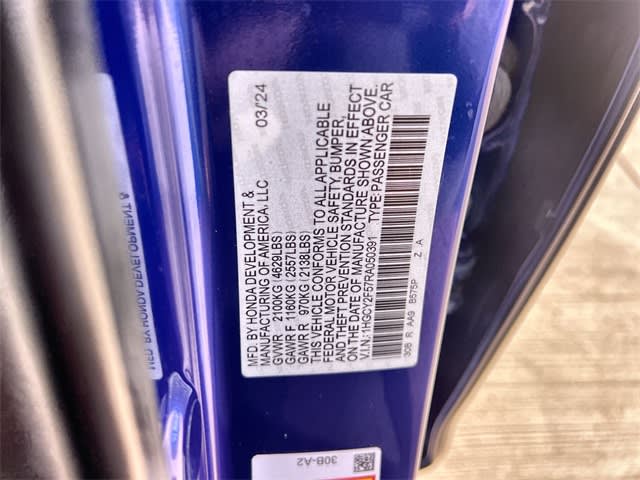 MFD. BY HONDA DEVELOPMENT &
MANUFACTURING OF AMERICA, LLC
03/'24
GVWR 2100KG (4629LBS)
GAWR F 1160KG (2557LBS)
GAWR R 970KG (2138LBS)
THIS VEHICLE CONFORMS TO ALL APPLICABLE
FEDERAL MOTOR VEHICLE SAFETY, BUMPER,
AND THEFT PREVENTION STANDARDS IN EFFECT
ON THE DATE OF MANUFACTURE SHOWN ABOVE.
V.I.N.: 1HGCY2F57RA050391 TYPE:PASSENGER CAR
30B R AA9 B575P Z A
30B-A2